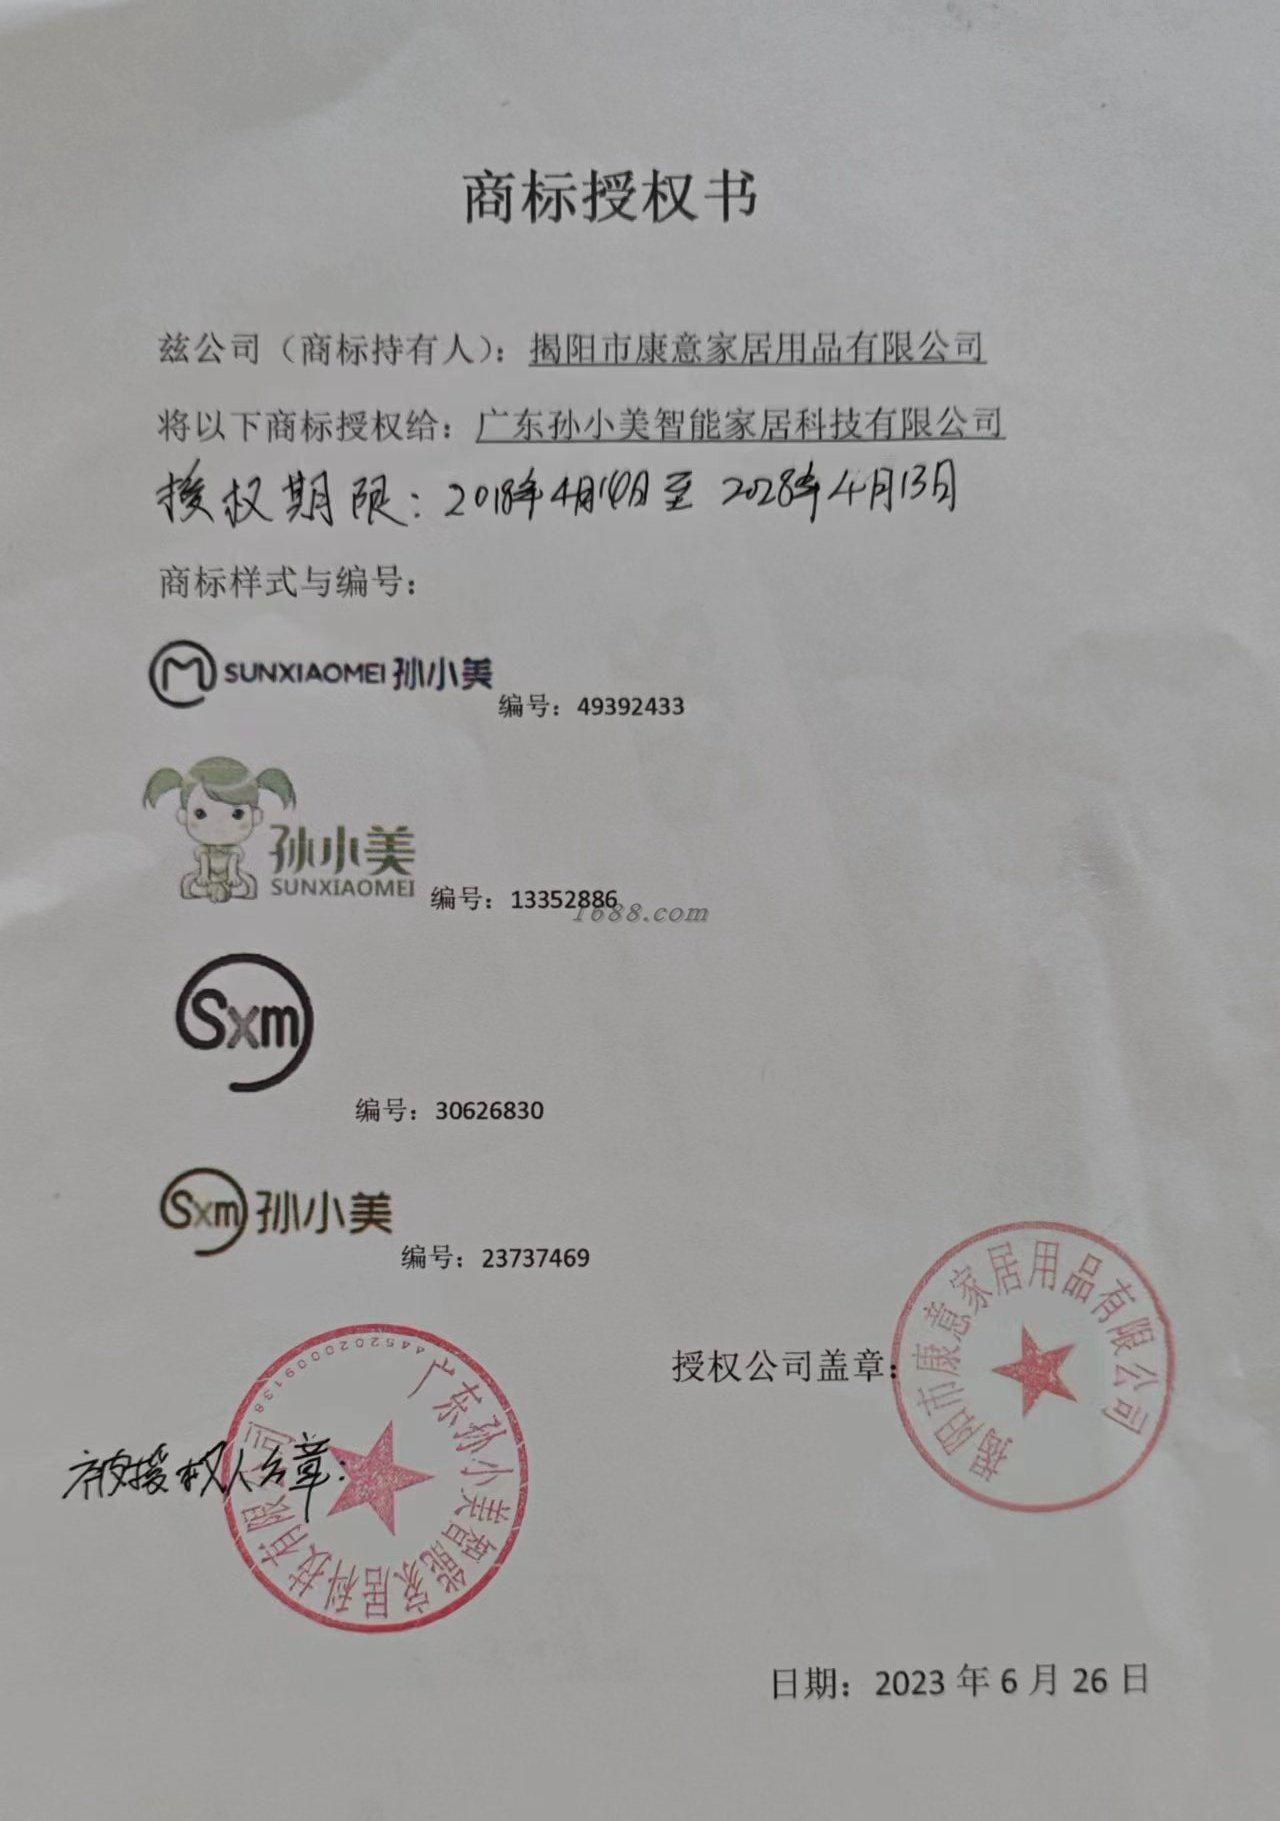 商标授权书
兹公司（商标持有人）：揭阳市康意家居用品有限公司
将以下商标授权给：广东孙小美智能家居科技有限公司
授权期限：2018年4月14日至2028年4月13日
商标样式与编号：
M SUNXIAOMEI 孙小美 编号：49392433
孙小美
SUNXIAOMEI 编号：13352886
1688.com
Sxm
编号：30626830
Sxm 孙小美
编号：23737469
揭阳市康意家居用品有限公司
授权公司盖章：
广东孙小美智能家居科技有限公司
4452020009138
被授权人公章：
日期：2023年6月26日